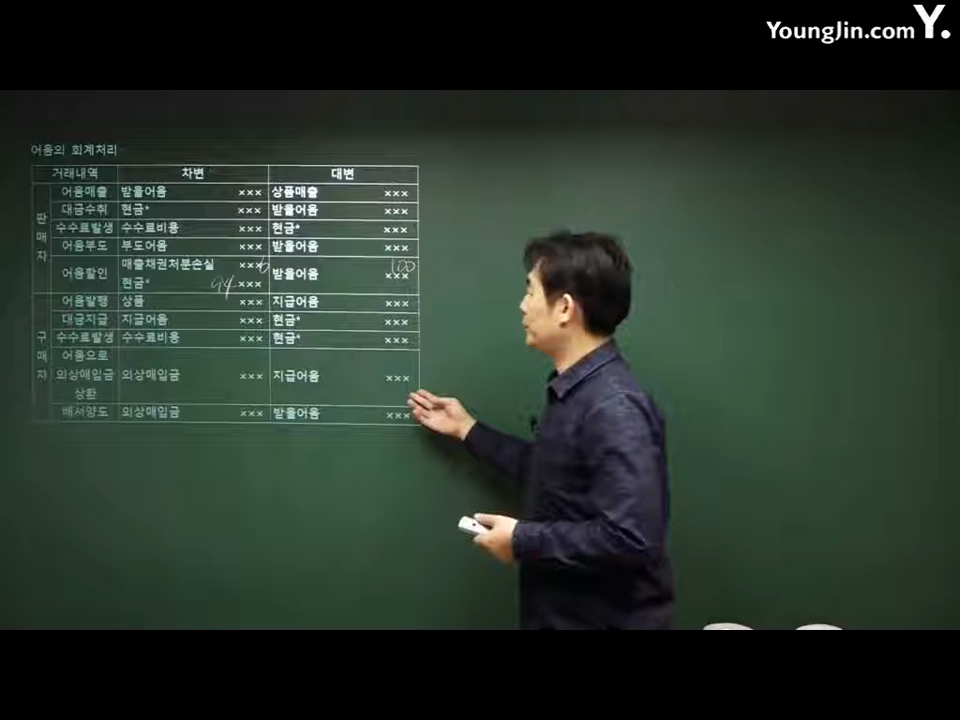 YoungJin.com Y.
어음의 회계처리
거래내역 차변 대변
판매자
어음매출 받을어음 ××× 상품매출 ×××
대금수취 현금* ××× 받을어음 ×××
수수료발생 수수료비용 ××× 현금* ×××
어음부도 부도어음 ××× 받을어음 ×××
어음할인 매출채권처분손실 ××× 6 받을어음 ××× 100
현금* 94 ×××
구매자
어음발행 상품 ××× 지급어음 ×××
대금지급 지급어음 ××× 현금* ×××
수수료발생 수수료비용 ××× 현금* ×××
어음으로
외상매입금 외상매입금 ××× 지급어음 ×××
상환
배서양도 외상매입금 ××× 받을어음 ×××